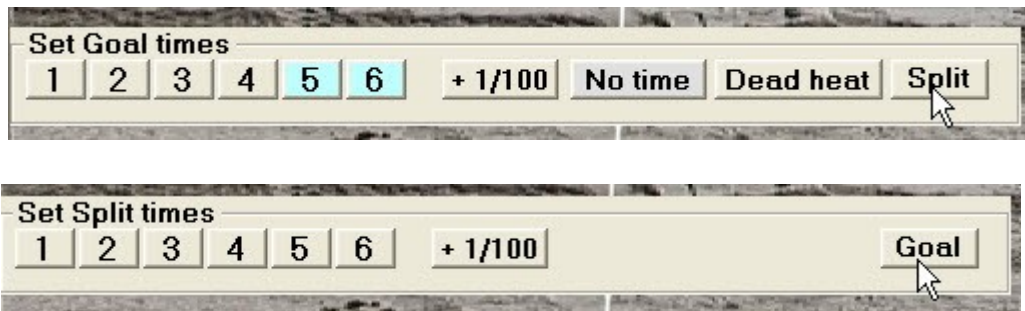 Set Goal times
1 2 3 4 5 6 + 1/100 No time Dead heat Split
Set Split times
1 2 3 4 5 6 + 1/100 Goal